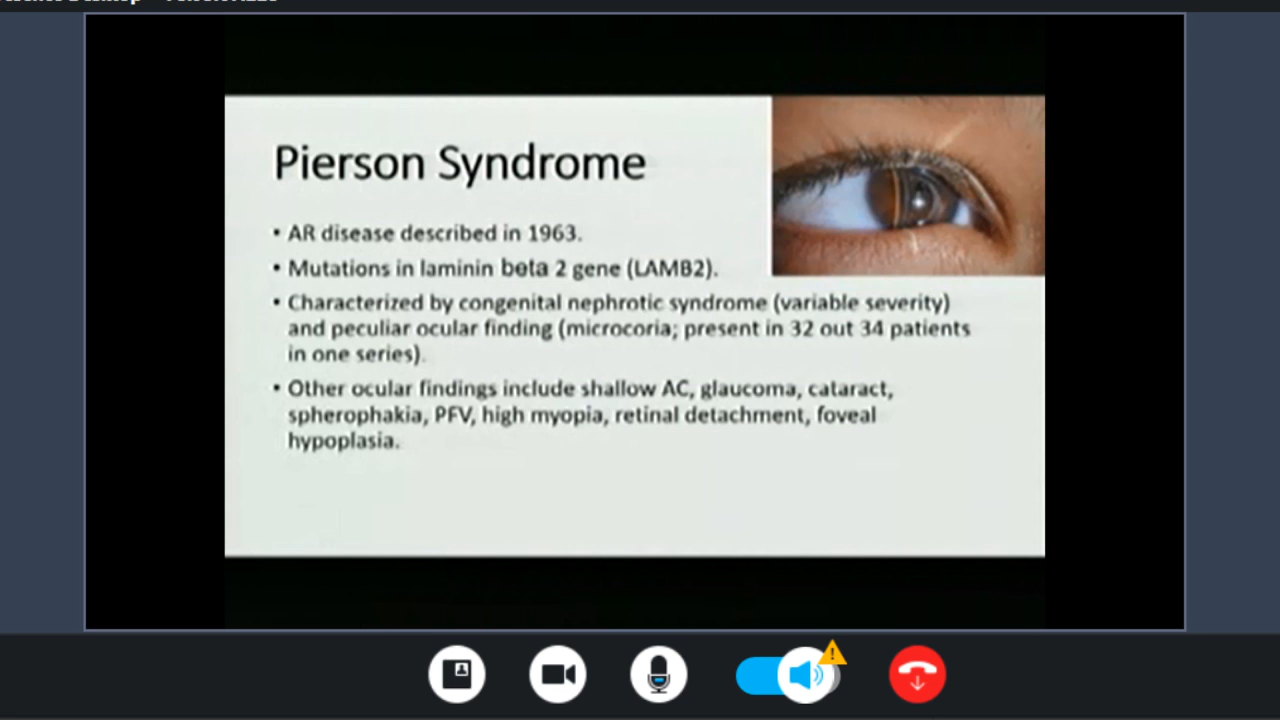 Pierson Syndrome
• AR disease described in 1963.
• Mutations in laminin beta 2 gene (LAMB2).
• Characterized by congenital nephrotic syndrome (variable severity)
and peculiar ocular finding (microcoria; present in 32 out 34 patients
in one series).
• Other ocular findings include shallow AC, glaucoma, cataract,
spherophakia, PFV, high myopia, retinal detachment, foveal
hypoplasia.